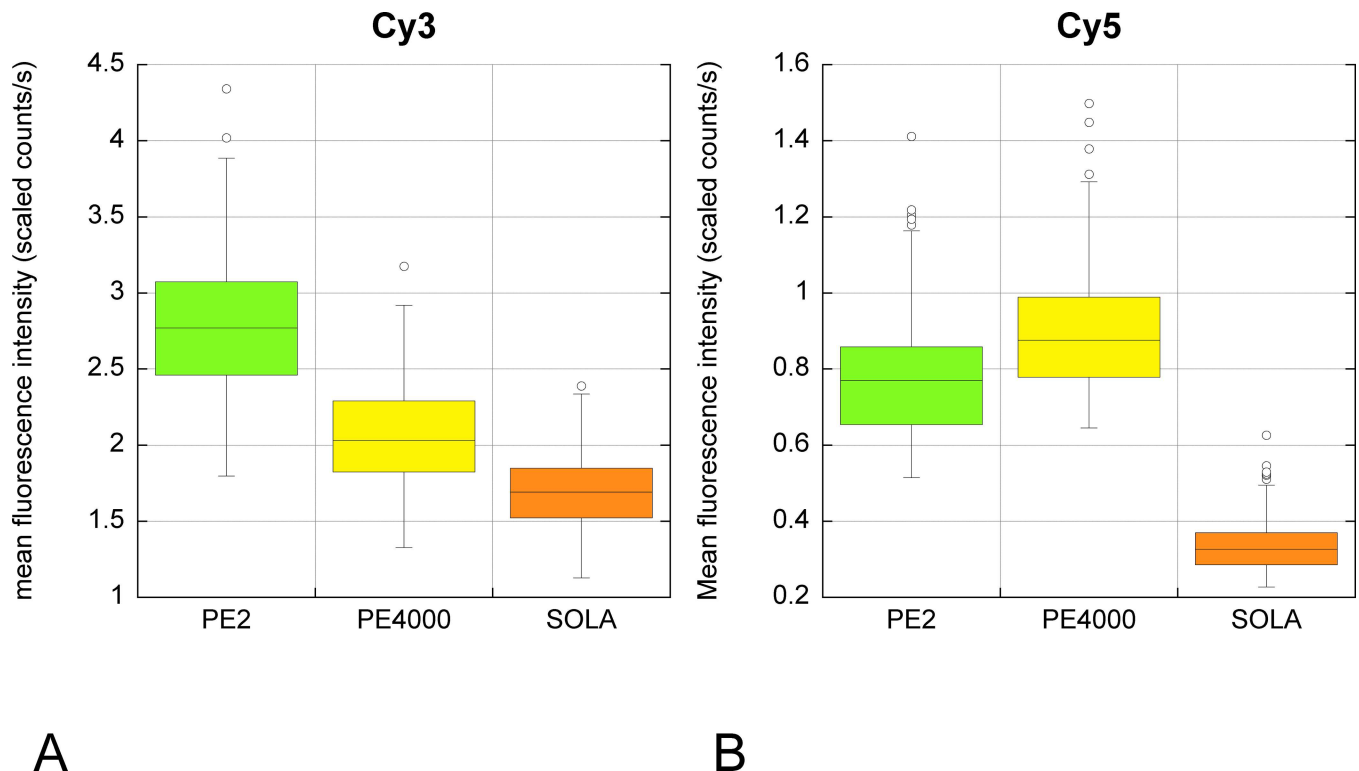 Cy3
mean fluorescence intensity (scaled counts/s)
4.5
4
3.5
3
2.5
2
1.5
1
PE2 PE4000 SOLA
A
Cy5
Mean fluorescence intensity (scaled counts/s)
1.6
1.4
1.2
1
0.8
0.6
0.4
0.2
PE2 PE4000 SOLA
B